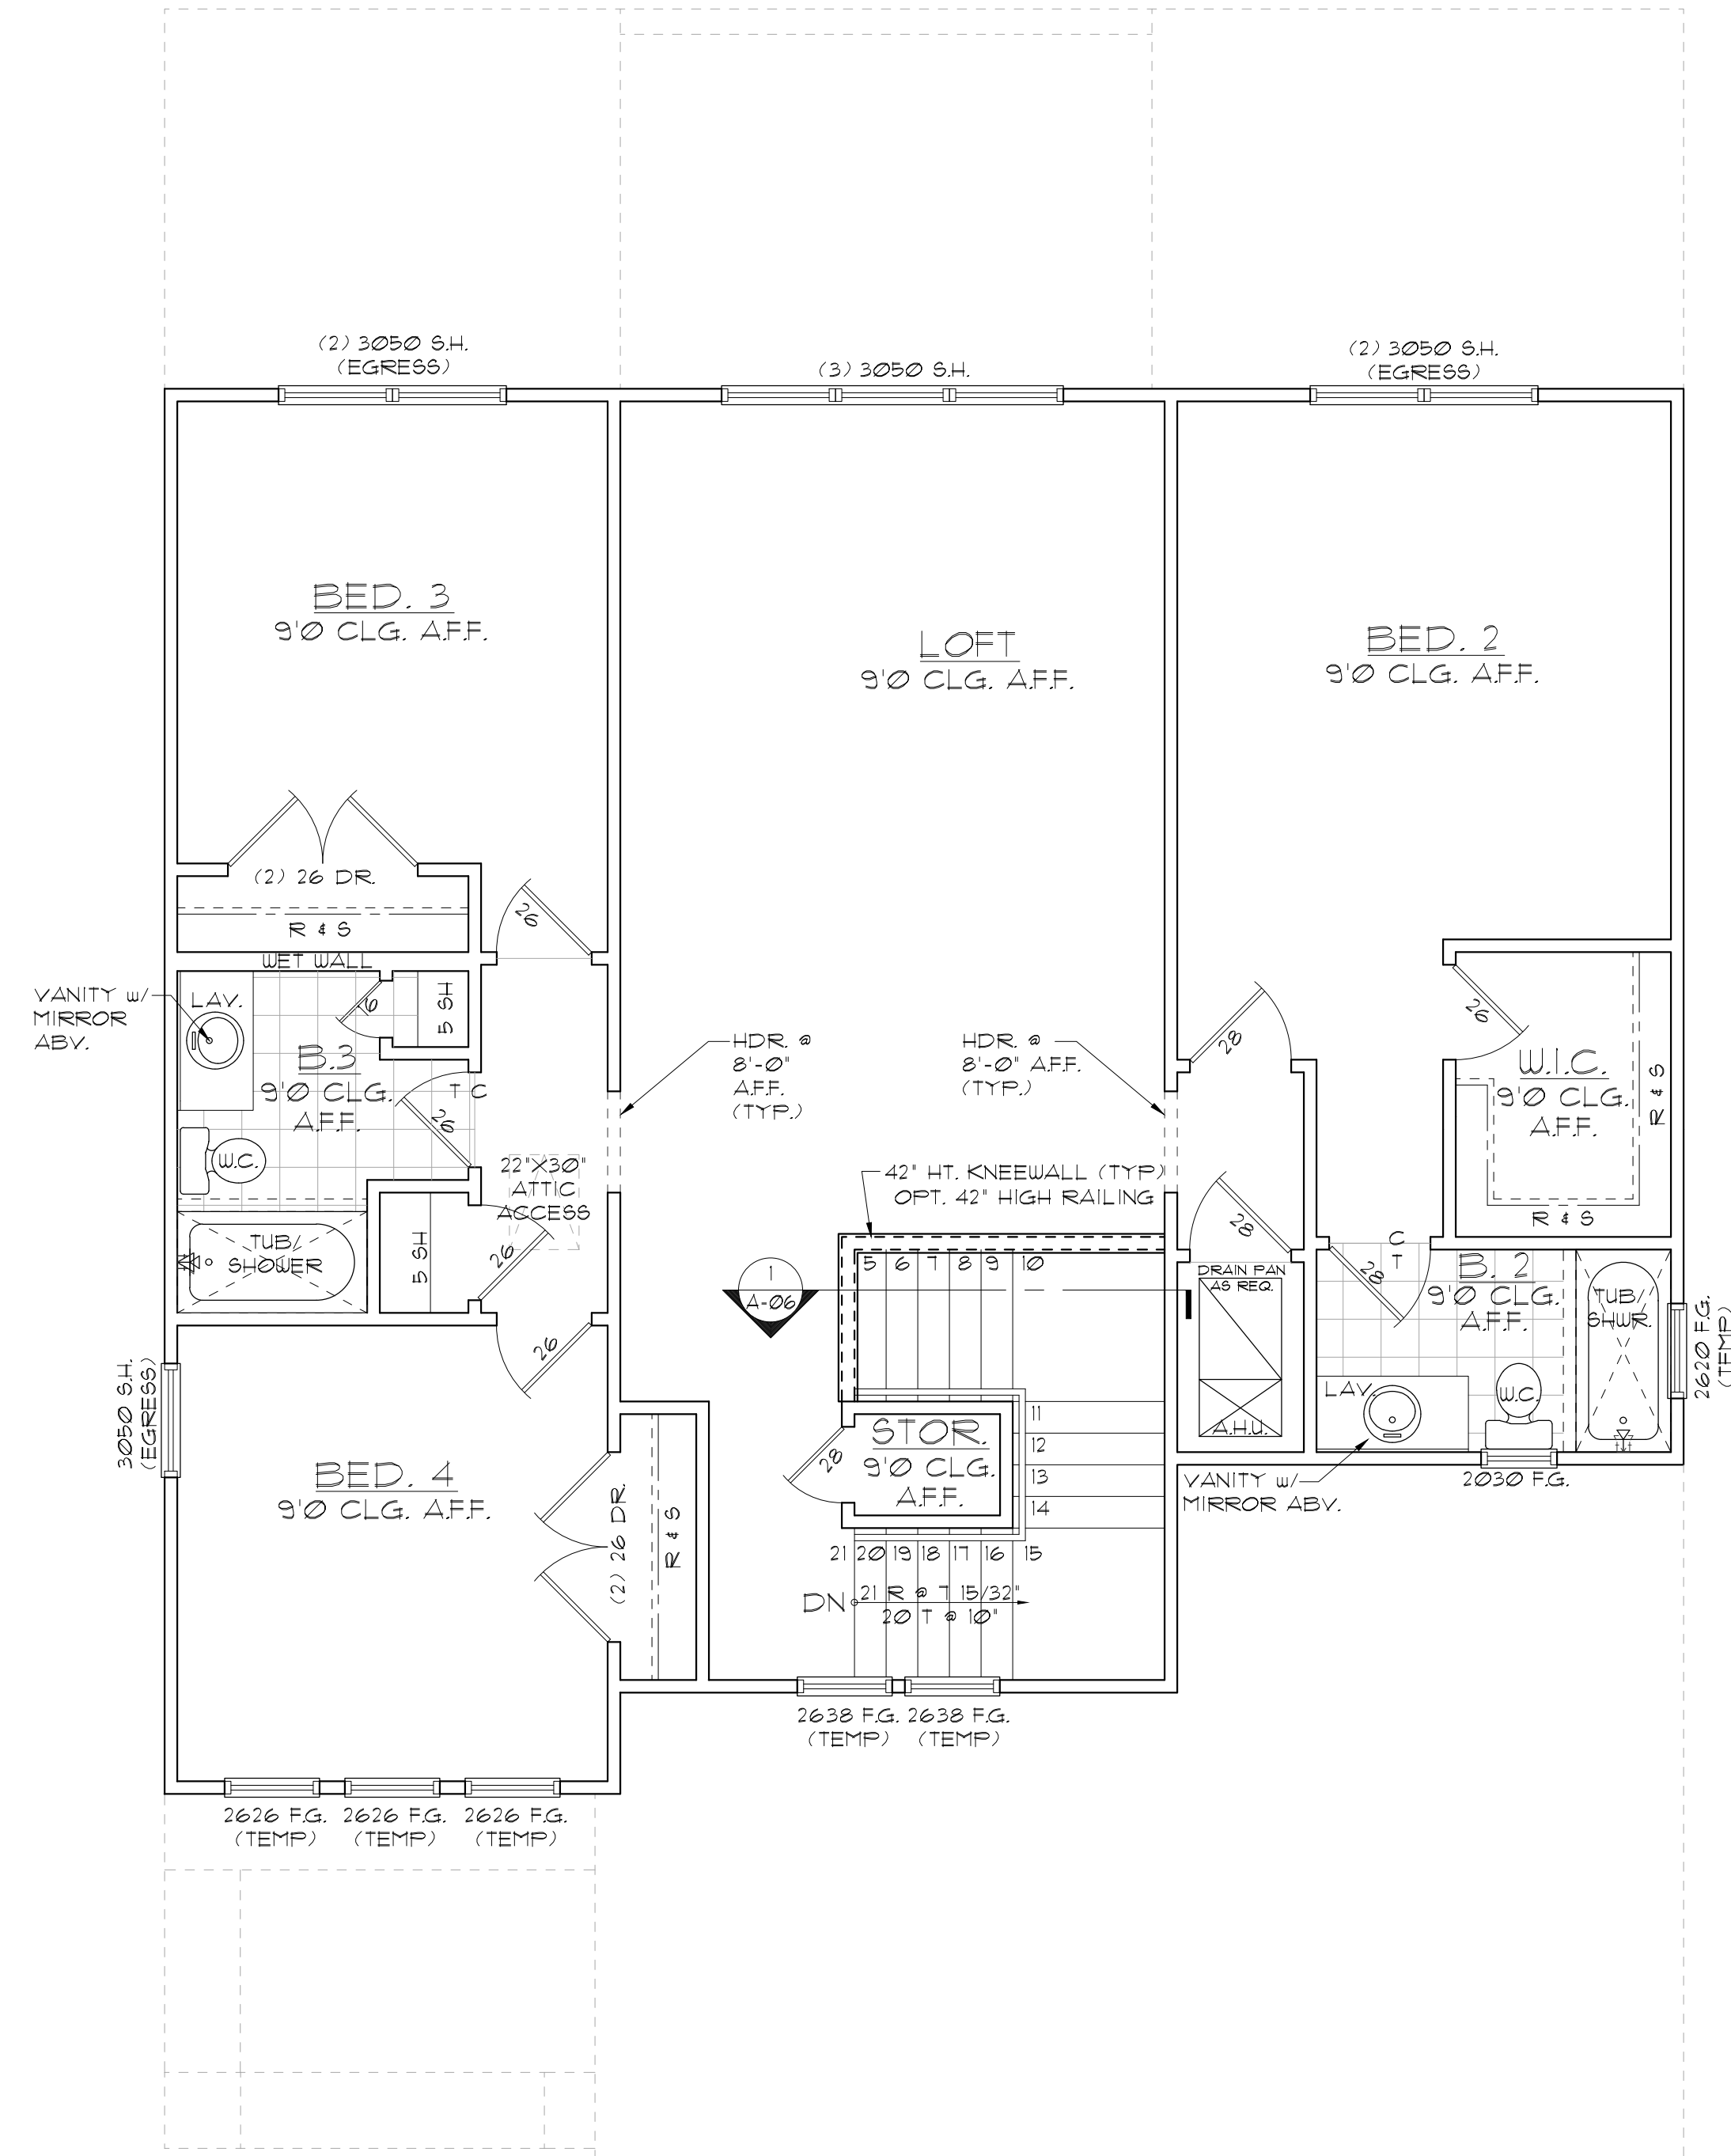 (2) 3050 S.H.
(EGRESS)
(3) 3050 S.H.
(2) 3050 S.H.
(EGRESS)
BED. 3
9'0 CLG. A.F.F.
LOFT
9'0 CLG. A.F.F.
BED. 2
9'0 CLG. A.F.F.
(2) 26 DR.
R & S
26
WET WALL
VANITY w/
MIRROR
ABV.
LAV.
16
5 SH
B.3
9'0 CLG.
A.F.F.
T C
26
W.C.
TUB/
SHOWER
5 SH
26
22"X30"
ATTIC
ACCESS
HDR. @
8'-0"
A.F.F.
(TYP.)
HDR. @
8'-0" A.F.F.
(TYP.)
28
26
W.I.C.
9'0 CLG.
A.F.F.
R & S
R & S
42" HT. KNEEWALL (TYP)
OPT. 42" HIGH RAILING
28
5 6 7 8 9 10
1
A-06
DRAIN PAN
AS REQ.
A.H.U.
C
T
28
B. 2
9'0 CLG.
A.F.F.
TUB/
SHWR.
2620 F.G.
(TEMP)
LAV.
W.C.
VANITY w/
MIRROR ABV.
2030 F.G.
26
3050 S.H.
(EGRESS)
BED. 4
9'0 CLG. A.F.F.
(2) 26 DR.
R & S
28
STOR.
9'0 CLG.
A.F.F.
11
12
13
14
21 20 19 18 17 16 15
DN
21 R @ 7 15/32"
20 T @ 10"
2638 F.G.
(TEMP)
2638 F.G.
(TEMP)
2626 F.G.
(TEMP)
2626 F.G.
(TEMP)
2626 F.G.
(TEMP)